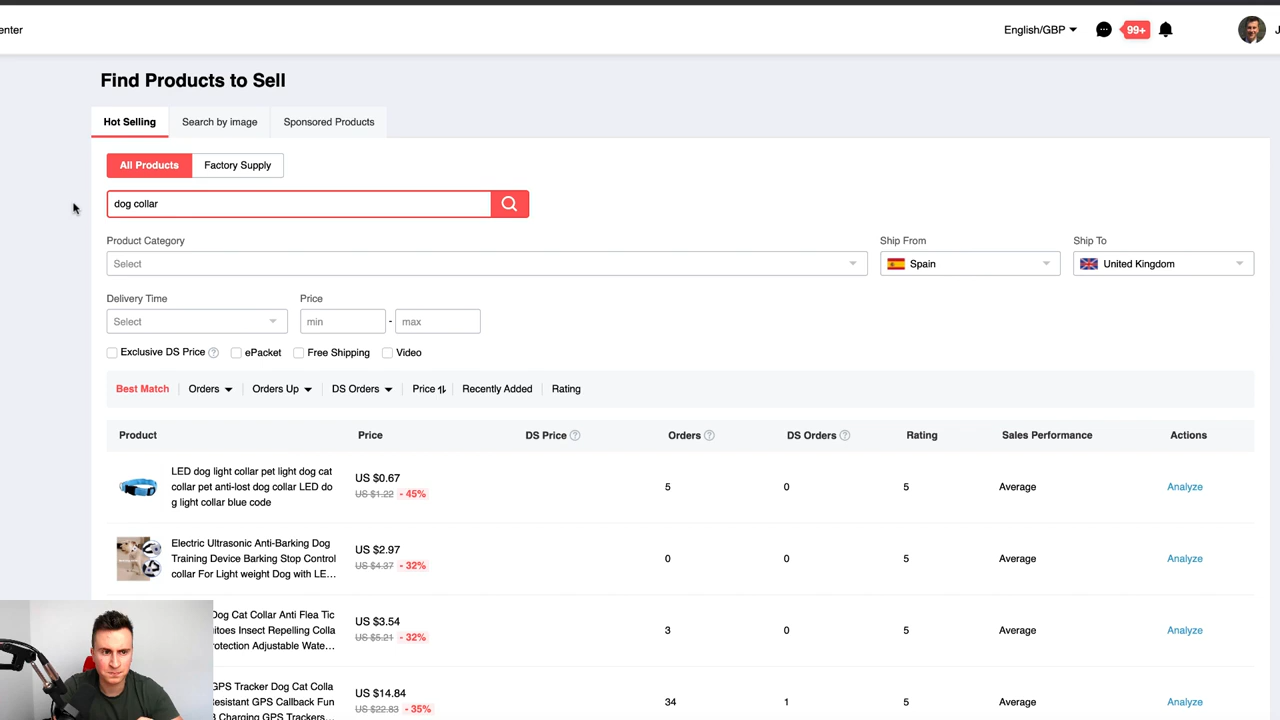 enter
English/GBP
99+
J
Find Products to Sell
Hot Selling
Search by image
Sponsored Products
All Products
Factory Supply
dog collar
Product Category
Ship From
Ship To
Select
Spain
United Kingdom
Delivery Time
Price
Select
min
-
max
Exclusive DS Price ?
ePacket
Free Shipping
Video
Best Match
Orders
Orders Up
DS Orders
Price
Recently Added
Rating
Product
Price
DS Price ?
Orders ?
DS Orders ?
Rating
Sales Performance
Actions
LED dog light collar pet light dog cat
collar pet anti-lost dog collar LED do
g light collar blue code
US $0.67
US $1.22 - 45%
5
0
5
Average
Analyze
Electric Ultrasonic Anti-Barking Dog
Training Device Barking Stop Control
collar For Light weight Dog with LE...
US $2.97
US $4.37 - 32%
0
0
5
Average
Analyze
Dog Cat Collar Anti Flea Tic
itoes Insect Repelling Colla
otection Adjustable Wate...
US $3.54
US $5.21 - 32%
3
0
5
Average
Analyze
GPS Tracker Dog Cat Colla
esistant GPS Callback Fun
Charging GPS Trackers...
US $14.84
US $22.83 - 35%
34
1
5
Average
Analyze